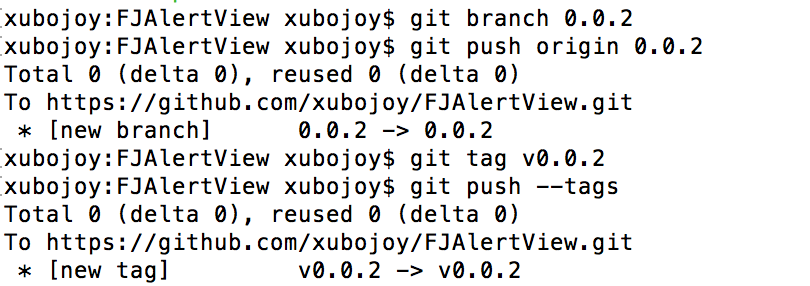 xubojoy:FJAlertView xubojoy$ git branch 0.0.2
xubojoy:FJAlertView xubojoy$ git push origin 0.0.2
Total 0 (delta 0), reused 0 (delta 0)
To https://github.com/xubojoy/FJAlertView.git
 * [new branch]      0.0.2 -> 0.0.2
xubojoy:FJAlertView xubojoy$ git tag v0.0.2
xubojoy:FJAlertView xubojoy$ git push --tags
Total 0 (delta 0), reused 0 (delta 0)
To https://github.com/xubojoy/FJAlertView.git
 * [new tag]         v0.0.2 -> v0.0.2